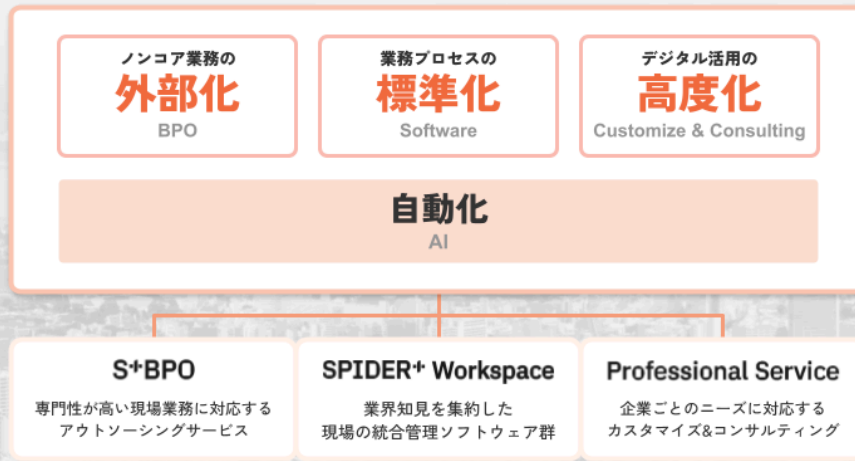 ノンコア業務の
外部化
BPO
業務プロセスの
標準化
Software
デジタル活用の
高度化
Customize & Consulting
自動化
AI
S+BPO
専門性が高い現場業務に対応する
アウトソーシングサービス
SPIDER+ Workspace
業界知見を集約した
現場の統合管理ソフトウェア群
Professional Service
企業ごとのニーズに対応する
カスタマイズ&コンサルティング